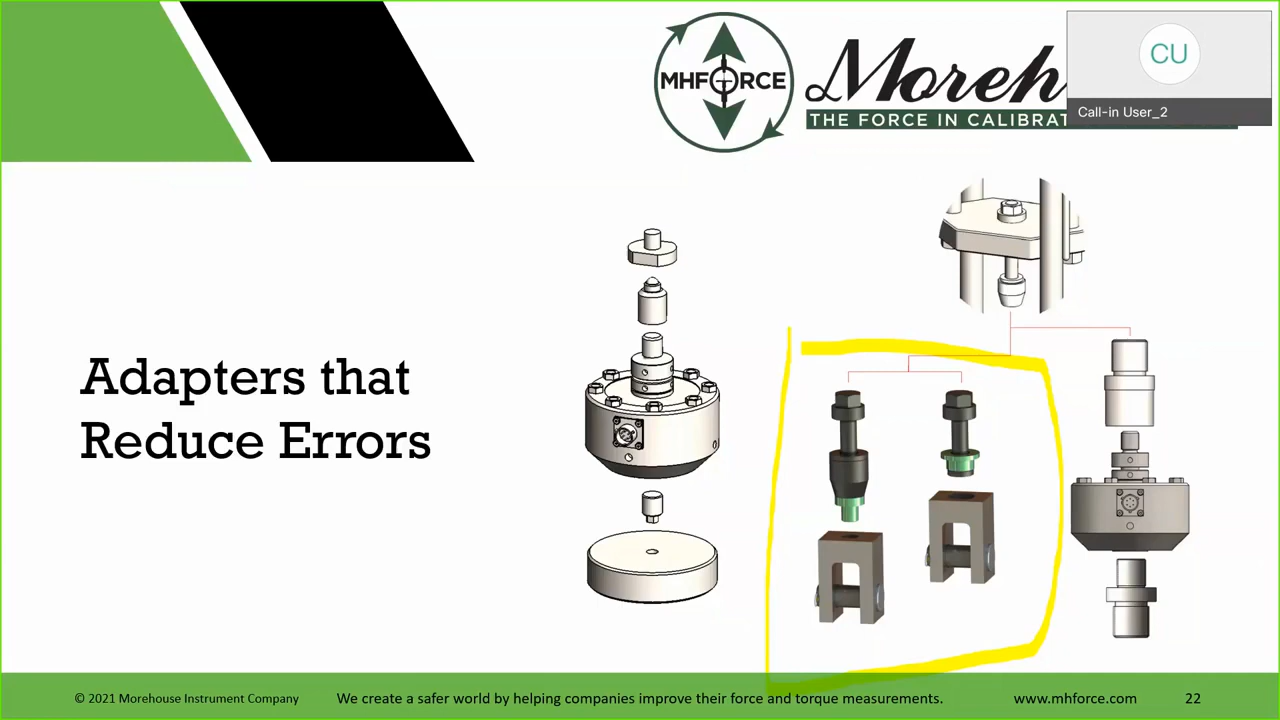 MHFORCE
Moreh
THE FORCE IN CALIBRAT
CU
Call-in User_2
Adapters that
Reduce Errors
© 2021 Morehouse Instrument Company
We create a safer world by helping companies improve their force and torque measurements.
www.mhforce.com
22